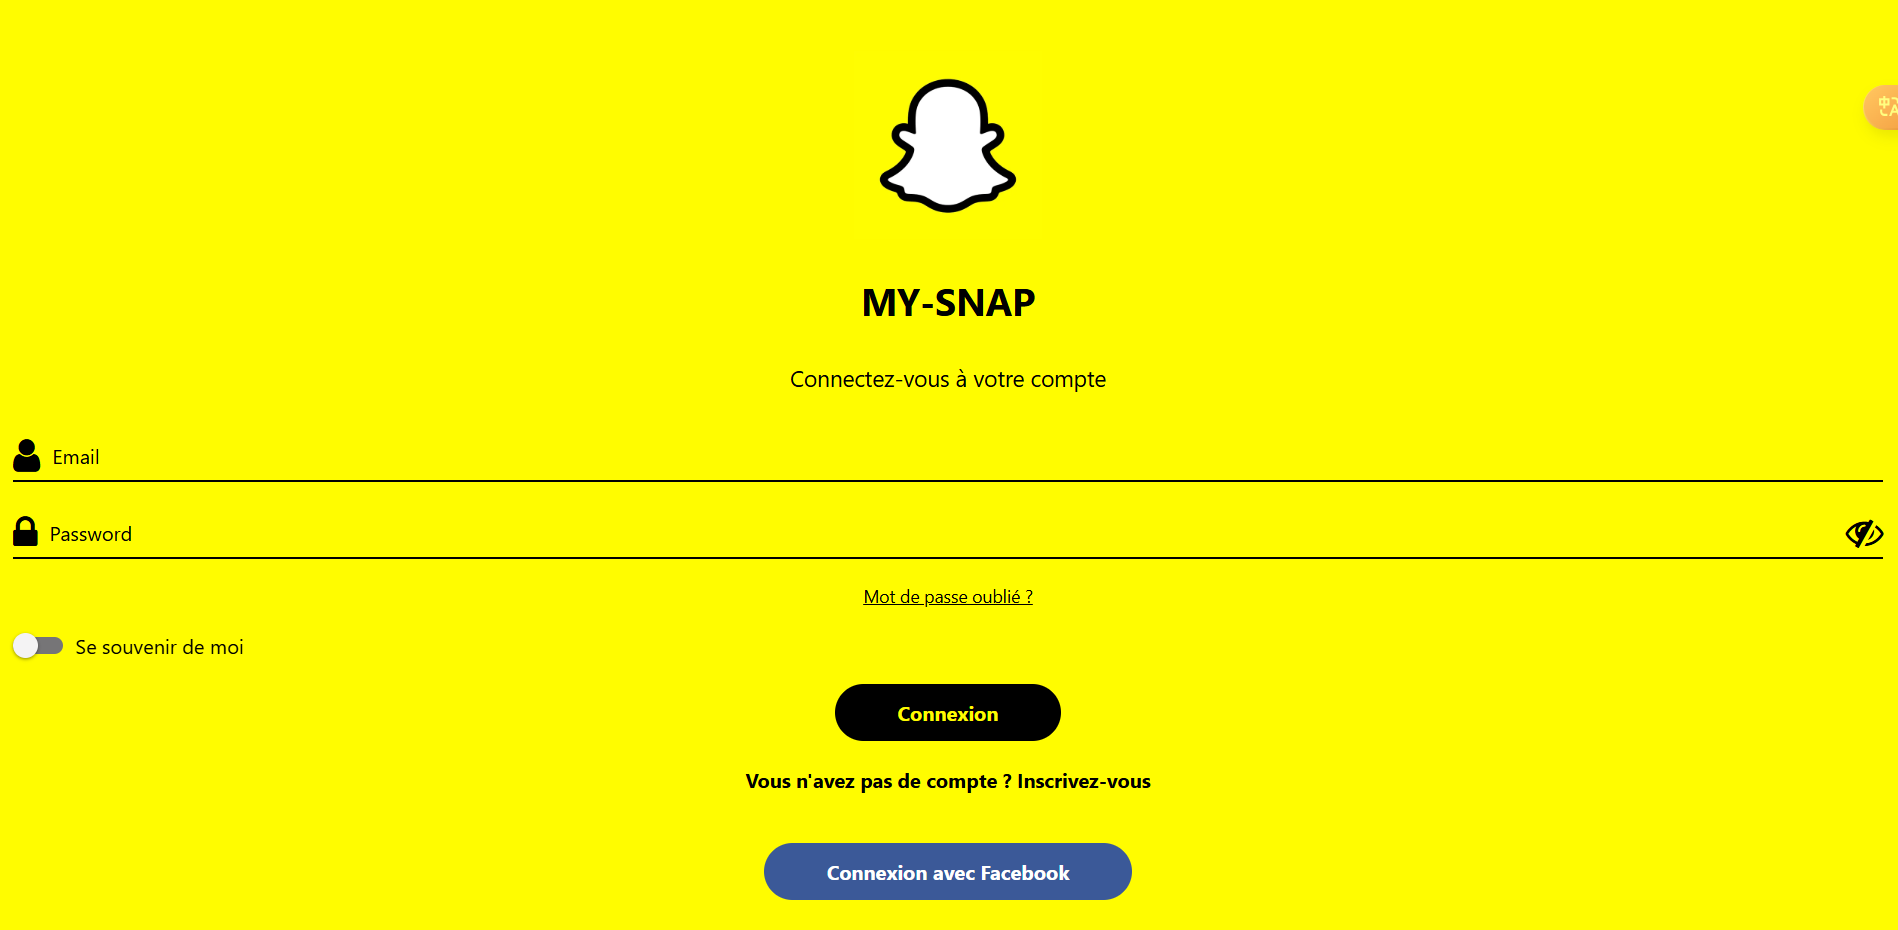 MY-SNAP
Connectez-vous à votre compte
Email
Password
Mot de passe oublié ?
Se souvenir de moi
Connexion
Vous n'avez pas de compte ? Inscrivez-vous
Connexion avec Facebook